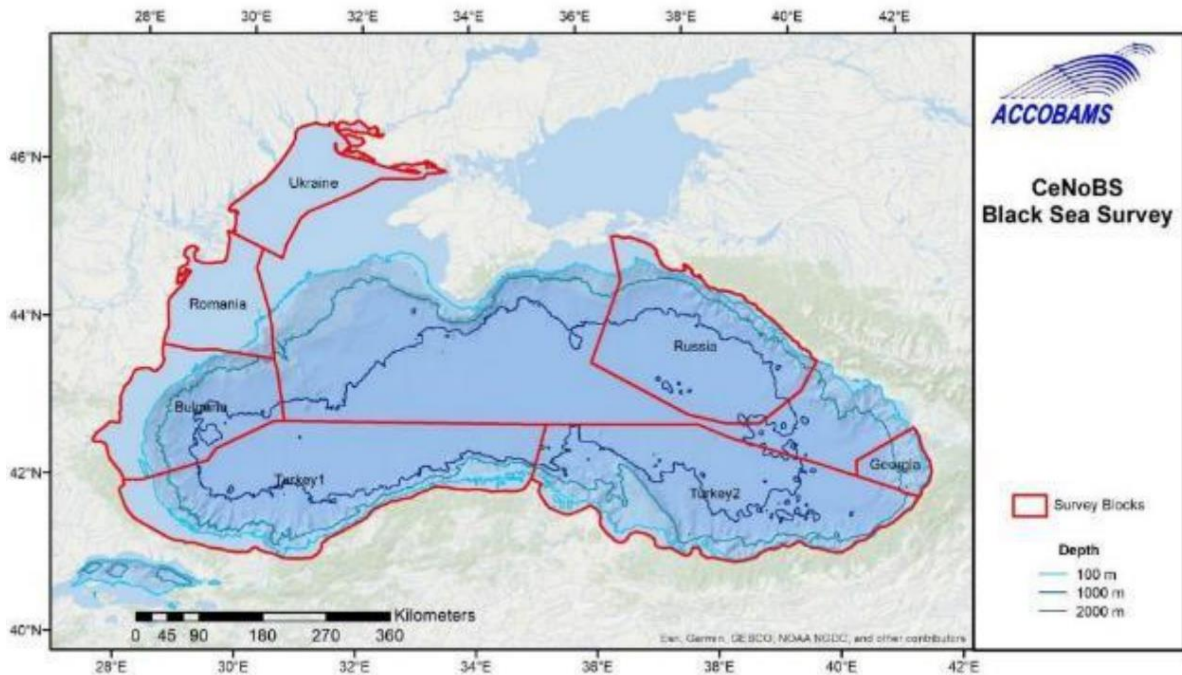 28°E 30°E 32°E 34°E 36°E 38°E 40°E 42°E
ACCOBAMS
CeNoBS
Black Sea Survey
46°N
Ukraine
Romania
44°N
Russia
Bulgaria
42°N
Georgia
Turkey1
Turkey2
Survey Blocks
Depth
100 m
1000 m
2000 m
Kilometers
0 45 90 180 270 360
40°N
Esri, Garmin, GEBCO, NOAA NGDC, and other contributors
28°E 30°E 32°E 34°E 36°E 38°E 40°E 42°E